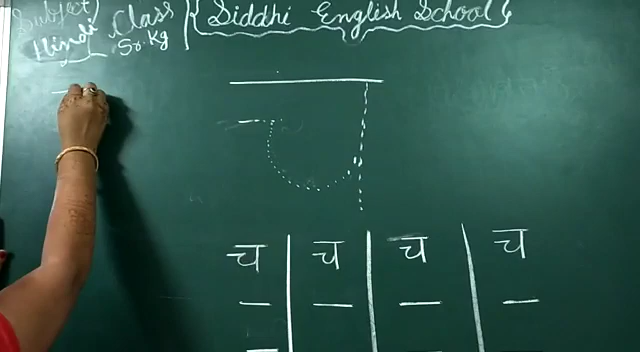 Subject
Hindi
Class
Sr. Kg
Siddhi English School
च
च च च च